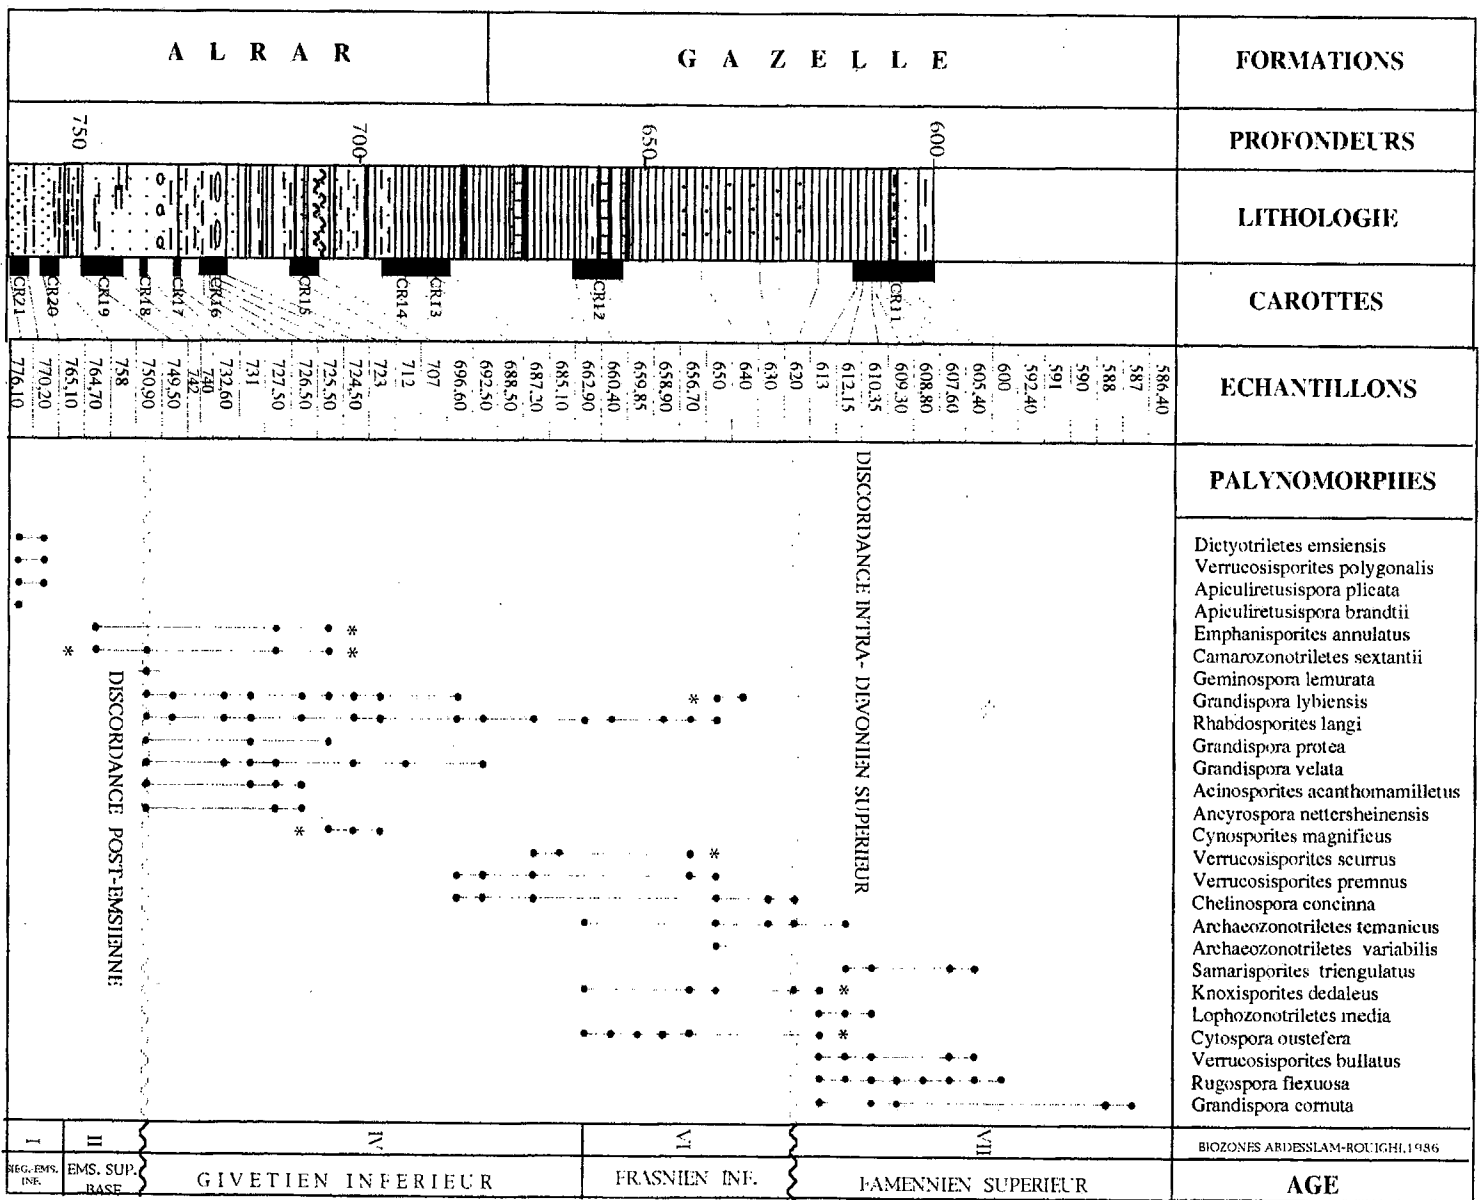 A L R A R
G A Z E L L E
FORMATIONS
750
700
650
600
PROFONDEURS
LITHOLOGIE
CR21
CR20
CR19
CR18
CR17
CR16
CR15
CR14
CR13
CR12
CR11
CAROTTES
776,10
770,20
765,10
764,70
758
750,90
749,50
742
740
732,60
731
727,50
726,50
725,50
724,50
723
712
707
696,60
692,50
688,50
687,20
685,10
662,90
660,40
659,85
658,90
656,70
650
640
630
620
613
612,15
610,35
609,30
608,80
607,60
605,40
600
592,40
591
590
588
587
586,40
ECHANTILLONS
PALYNOMORPHES
DISCORDANCE POST-EMSIENNE
DISCORDANCE INTRA- DEVONIEN SUPERIEUR
Dictyotriletes emsiensis
Verrucosisporites polygonalis
Apiculiretusispora plicata
Apiculiretusispora brandtii
Emphanisporites annulatus
Camarozonotriletes sextantii
Geminospora lemurata
Grandispora lybiensis
Rhabdosporites langi
Grandispora protea
Grandispora velata
Acinosporites acanthomamilletus
Ancyrospora nettersheinensis
Cynosporites magnificus
Verrucosisporites scurrus
Verrucosisporites premnus
Chelinospora concinna
Archaeozonotriletes temanicus
Archaeozonotriletes variabilis
Samarisporites triengulatus
Knoxisporites dedaleus
Lophozonotriletes media
Cytospora oustefera
Verrucosisporites bullatus
Rugospora flexuosa
Grandispora cornuta
I
II
IV
VI
VII
BIOZONES ABDESSLAM-ROUIGHI,1986
SIEG.-EMS. INF.
EMS. SUP. BASE
GIVETIEN INFERIEUR
FRASNIEN INF.
FAMENNIEN SUPERIEUR
AGE